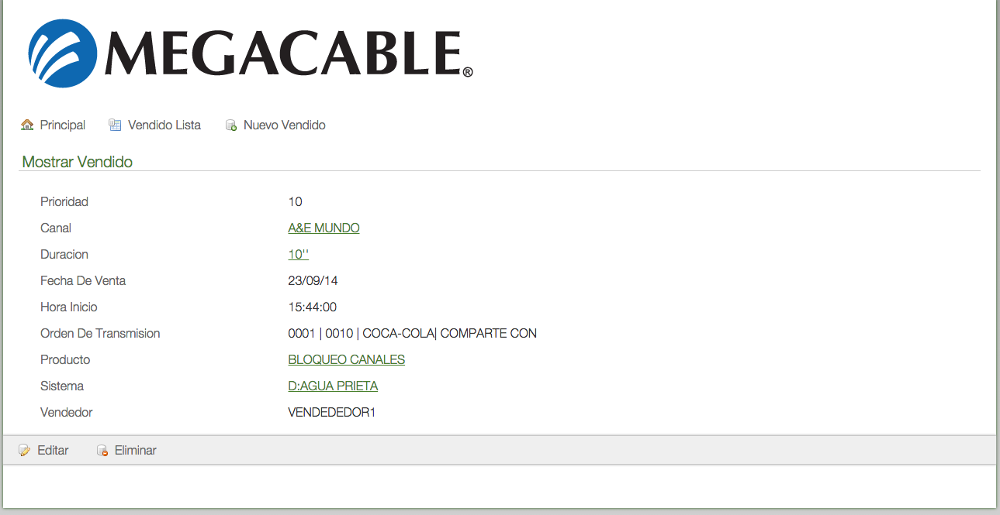 MEGACABLE®
Principal Vendido Lista Nuevo Vendido
Mostrar Vendido
Prioridad 10
Canal A&E MUNDO
Duracion 10''
Fecha De Venta 23/09/14
Hora Inicio 15:44:00
Orden De Transmision 0001 | 0010 | COCA-COLA| COMPARTE CON
Producto BLOQUEO CANALES
Sistema D:AGUA PRIETA
Vendedor VENDEDEDOR1
Editar Eliminar